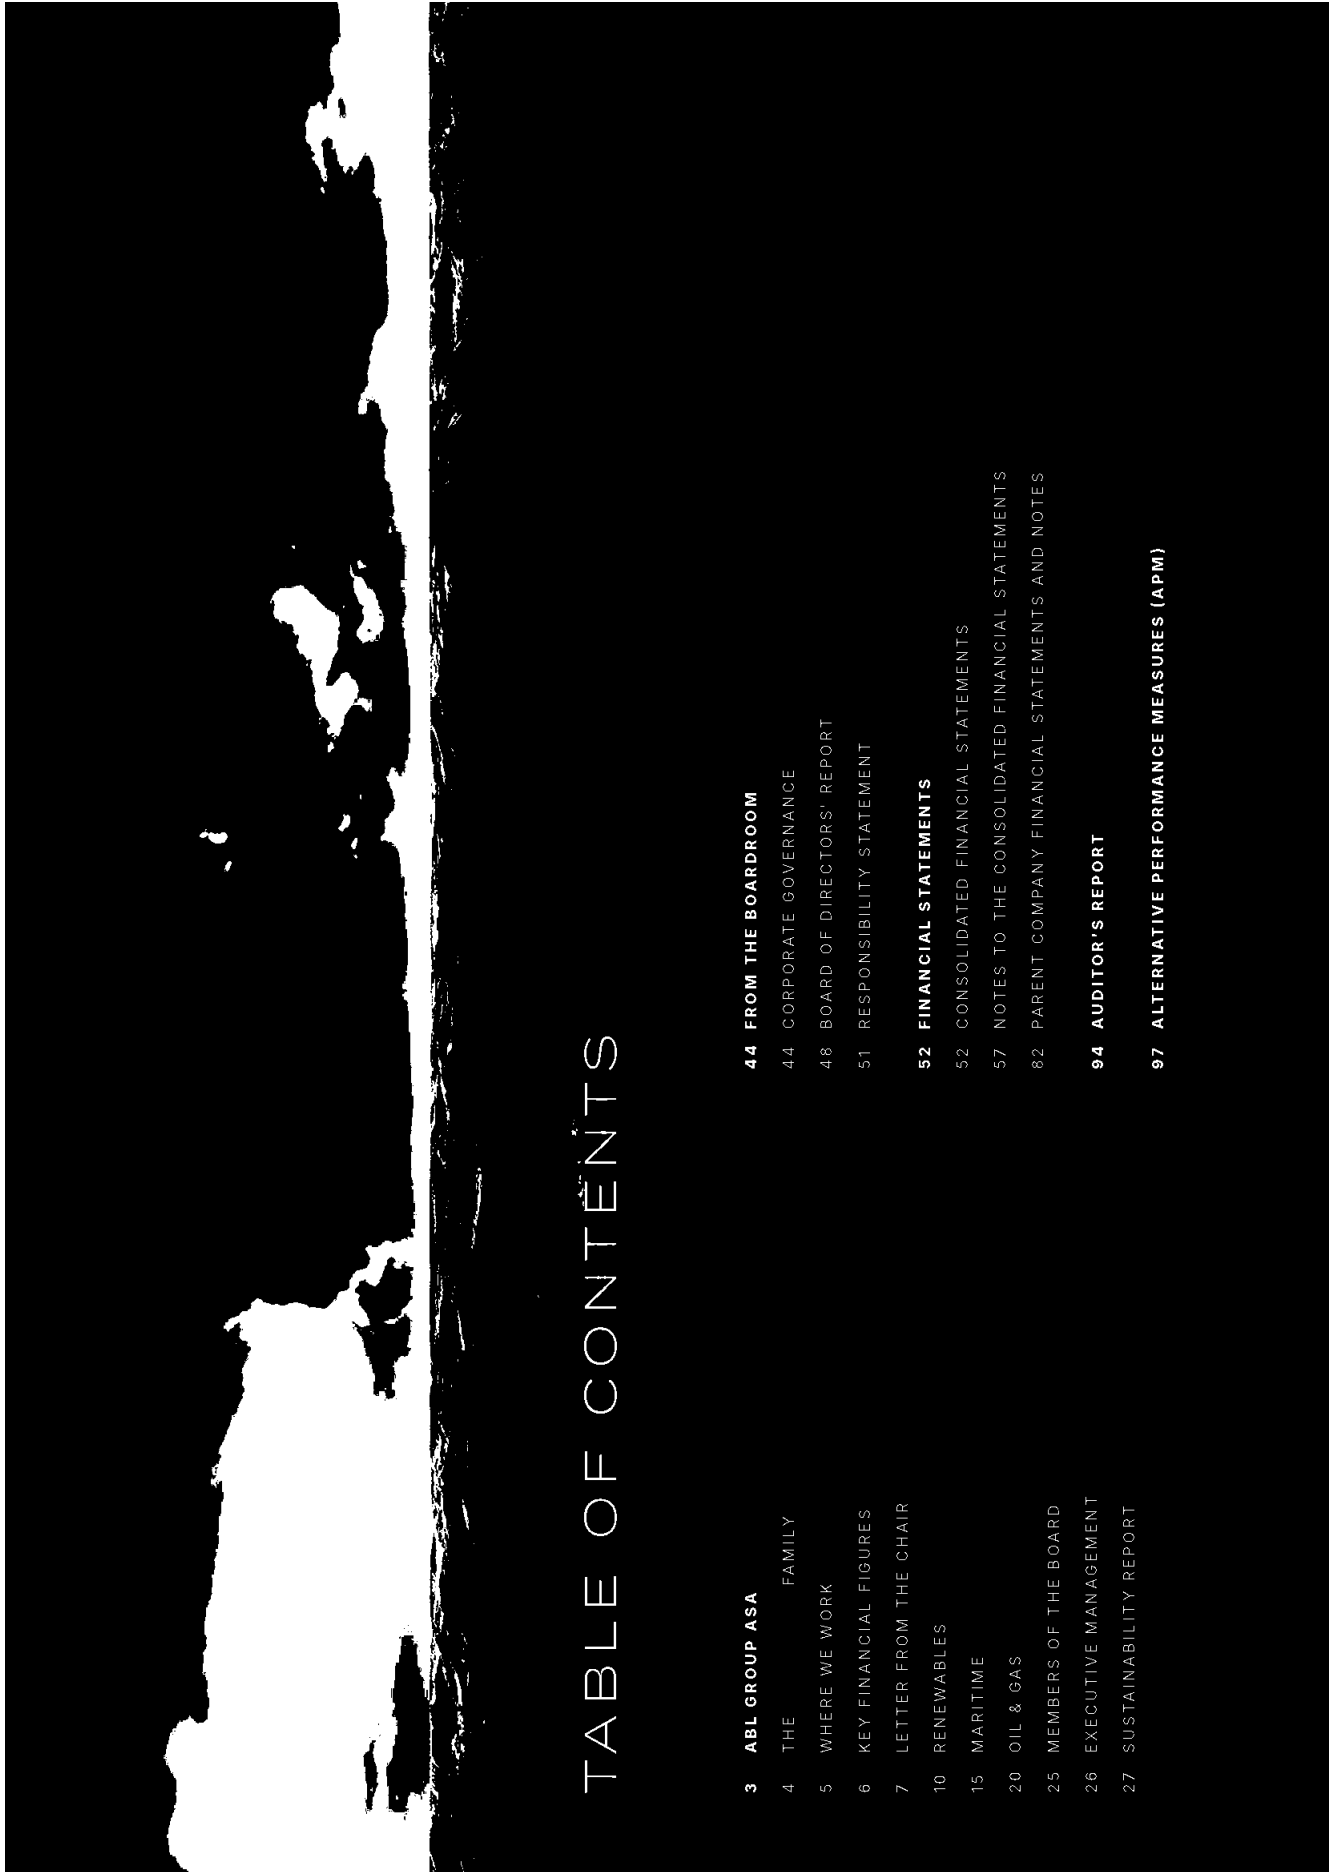 TABLE OF CONTENTS
3 ABL GROUP ASA
4 THE FAMILY
5 WHERE WE WORK
6 KEY FINANCIAL FIGURES
7 LETTER FROM THE CHAIR
10 RENEWABLES
15 MARITIME
20 OIL & GAS
25 MEMBERS OF THE BOARD
26 EXECUTIVE MANAGEMENT
27 SUSTAINABILITY REPORT
44 FROM THE BOARDROOM
44 CORPORATE GOVERNANCE
48 BOARD OF DIRECTORS' REPORT
51 RESPONSIBILITY STATEMENT
52 FINANCIAL STATEMENTS
52 CONSOLIDATED FINANCIAL STATEMENTS
57 NOTES TO THE CONSOLIDATED FINANCIAL STATEMENTS
82 PARENT COMPANY FINANCIAL STATEMENTS AND NOTES
94 AUDITOR'S REPORT
97 ALTERNATIVE PERFORMANCE MEASURES (APM)